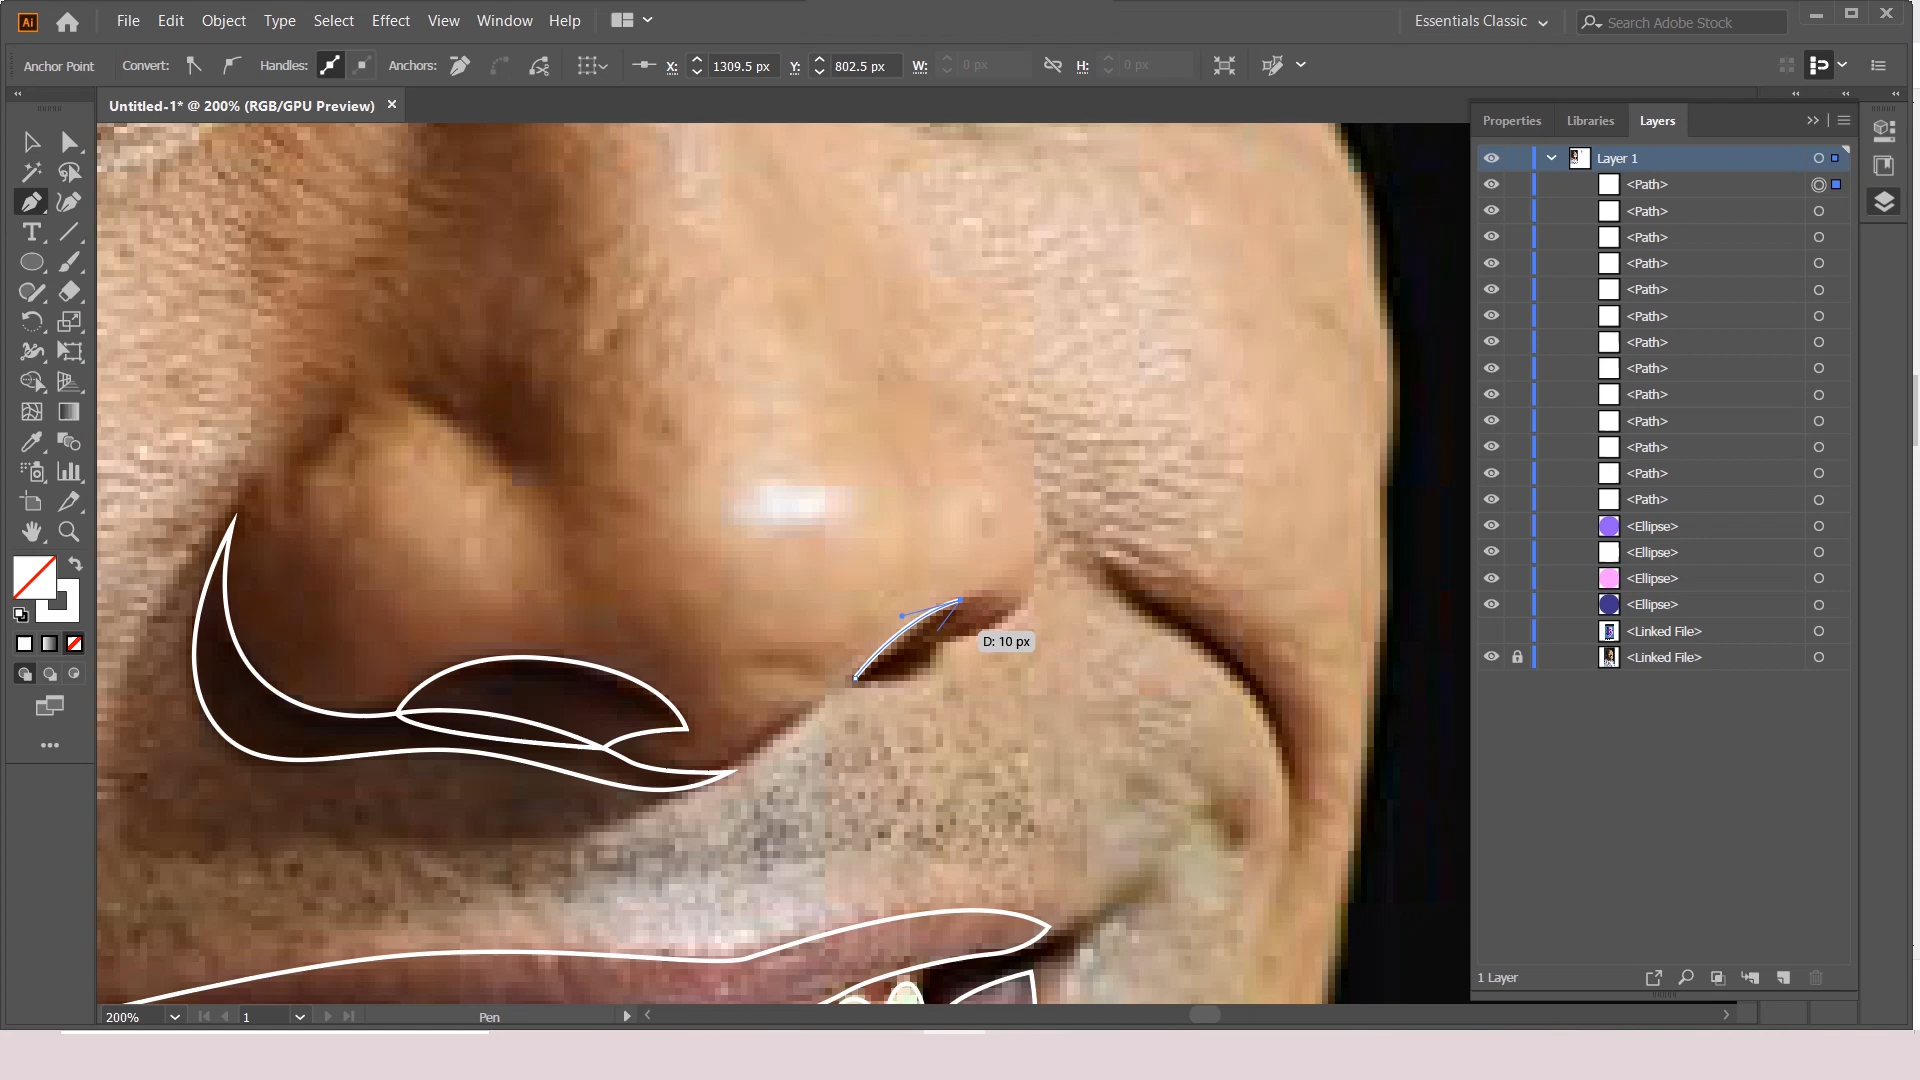 Ai File Edit Object Type Select Effect View Window Help Essentials Classic Search Adobe Stock
Anchor Point Convert: Handles: Anchors: X: 1309.5 px Y: 802.5 px W: 0 px H: 0 px
Untitled-1* @ 200% (RGB/GPU Preview)
Properties Libraries Layers
Layer 1
<Path>
<Path>
<Path>
<Path>
<Path>
<Path>
<Path>
<Path>
<Path>
<Path>
<Path>
<Path>
<Path>
<Ellipse>
<Ellipse>
<Ellipse>
<Ellipse>
<Linked File>
<Linked File>
D: 10 px
1 Layer
200% 1 Pen